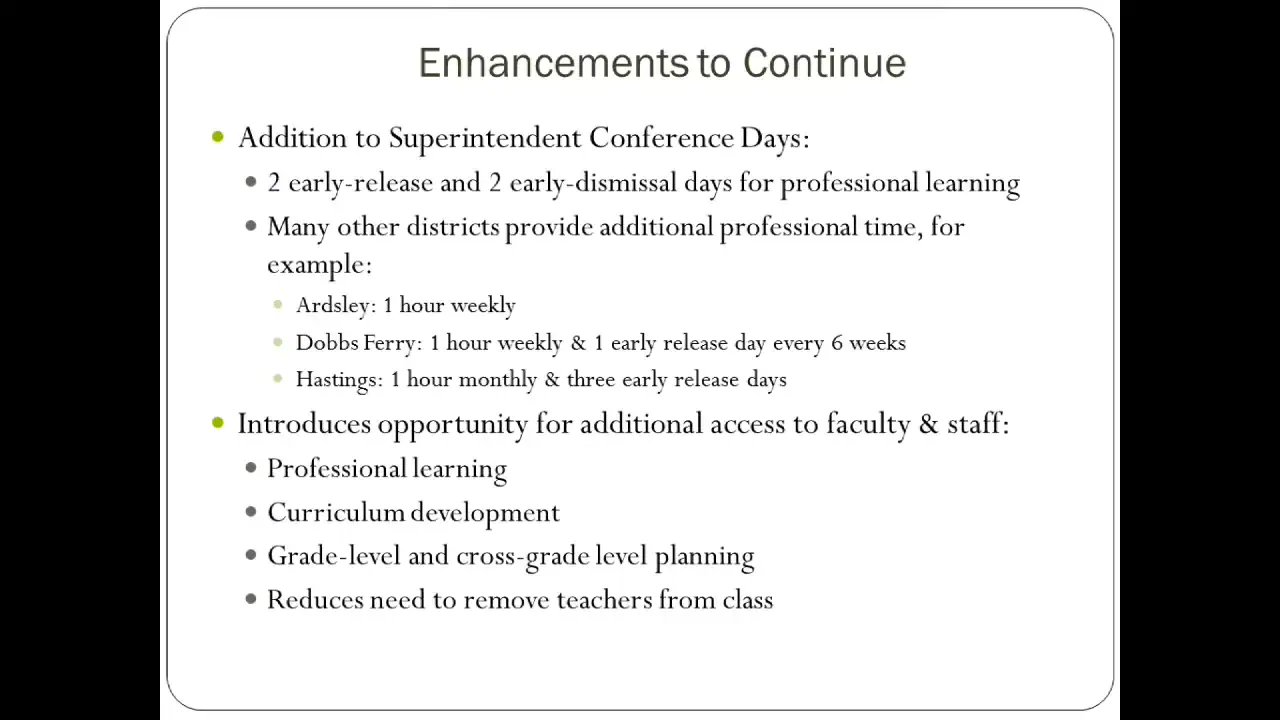 Enhancements to Continue
Addition to Superintendent Conference Days:
2 early-release and 2 early-dismissal days for professional learning
Many other districts provide additional professional time, for
example:
Ardsley: 1 hour weekly
Dobbs Ferry: 1 hour weekly & 1 early release day every 6 weeks
Hastings: 1 hour monthly & three early release days
Introduces opportunity for additional access to faculty & staff:
Professional learning
Curriculum development
Grade-level and cross-grade level planning
Reduces need to remove teachers from class